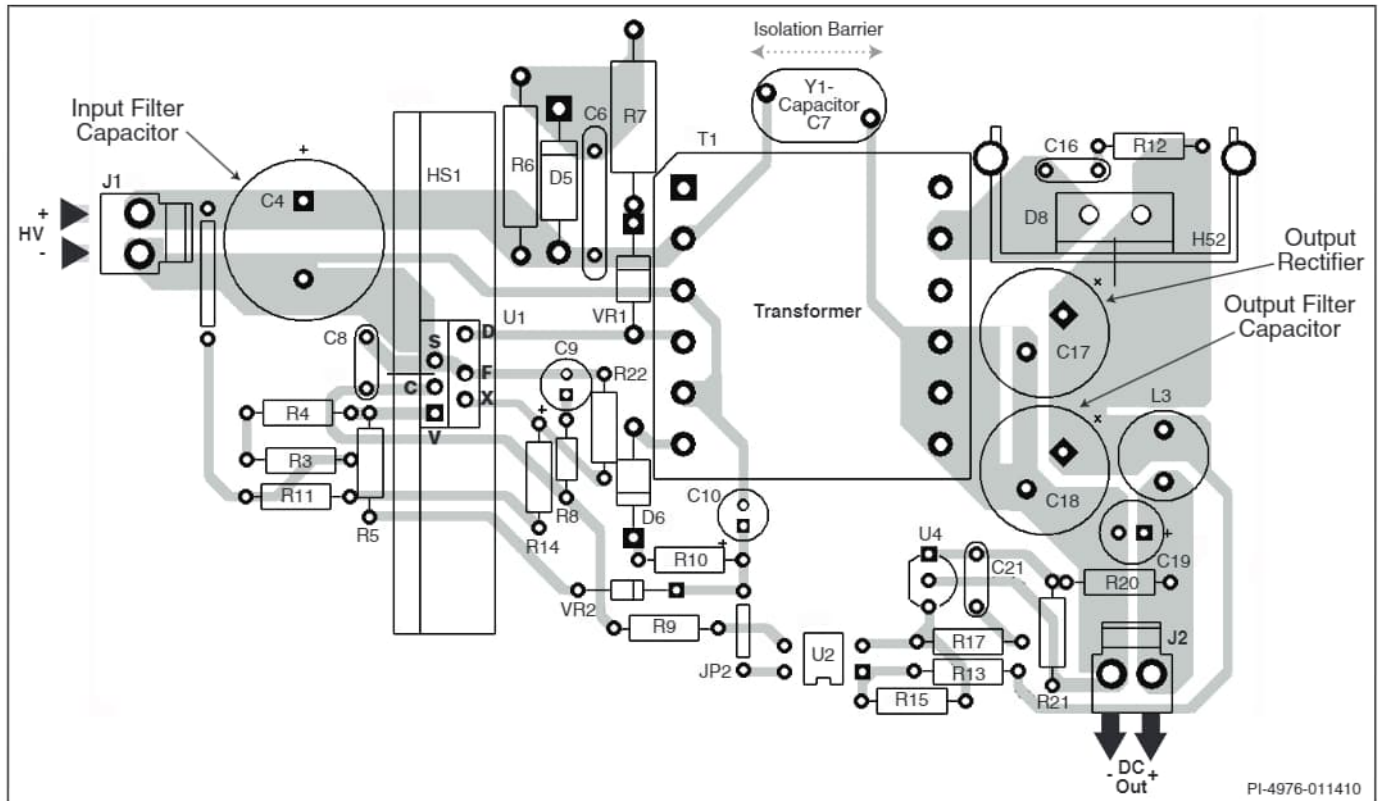 Isolation Barrier
Y1-
Capacitor
C7
Input Filter
Capacitor
+
C4
J1
+
HV
-
HS1
R6
D5
C6
R7
T1
C16
R12
D8
H52
Output
Rectifier
Output Filter
Capacitor
VR1
Transformer
U1
D
S
F
C
X
V
C8
C9
R22
+
x
C17
x
C18
L3
R4
R3
R11
R5
R14
R8
D6
C10
+
R10
VR2
R9
JP2
U2
U4
C21
C19
+
R20
R17
R13
R15
R21
J2
- DC +
Out
PI-4976-011410